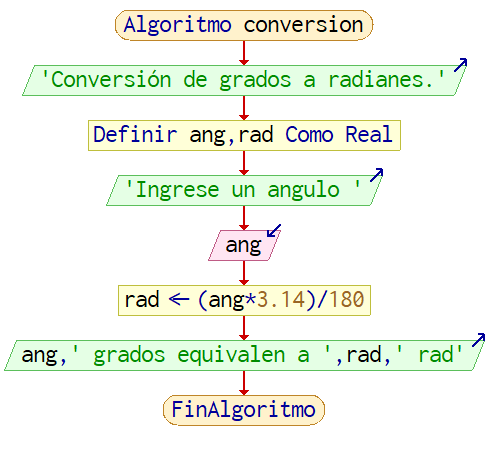 Algoritmo conversion
'Conversión de grados a radianes.'
Definir ang,rad Como Real
'Ingrese un angulo '
ang
rad ← (ang*3.14)/180
ang,' grados equivalen a ',rad,' rad'
FinAlgoritmo